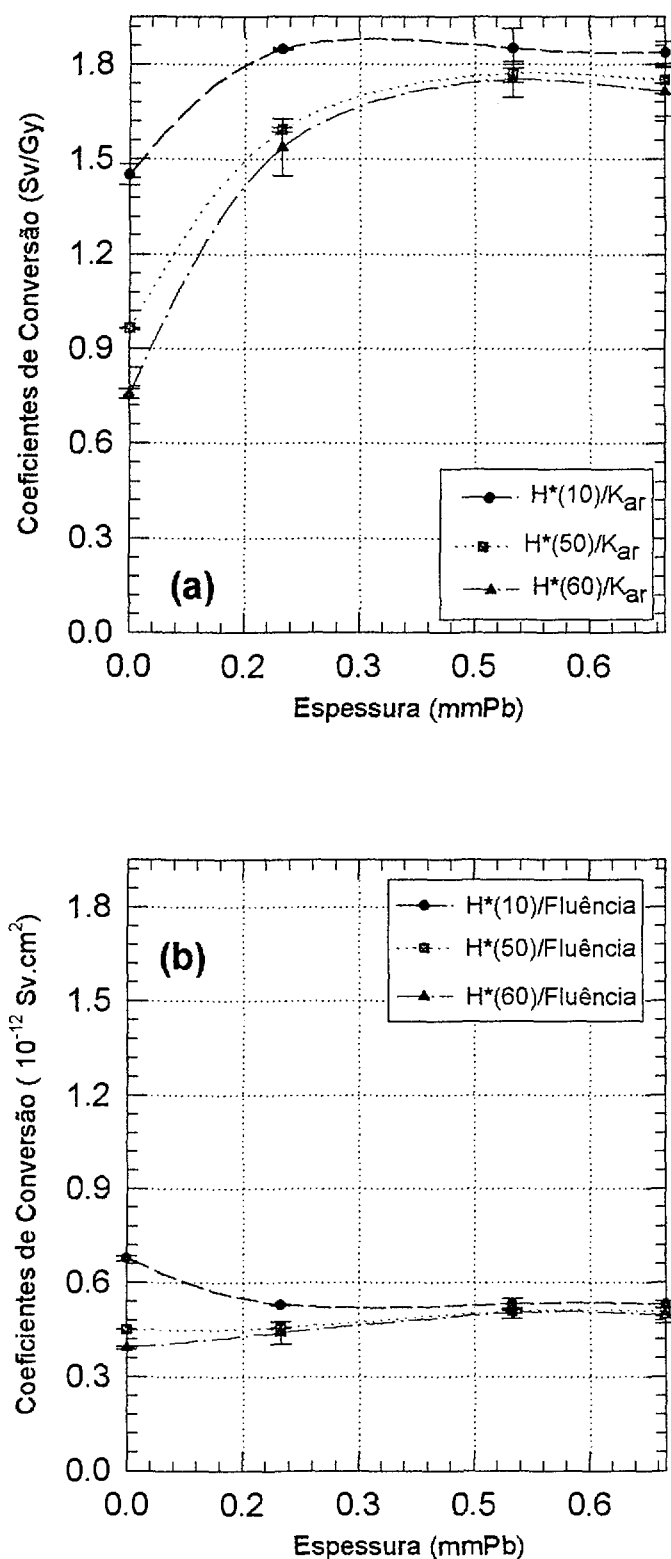 Coeficientes de Conversão (Sv/Gy)
1.8
1.5
1.2
0.9
0.6
0.3
0.0
(a)
H*(10)/Kar
H*(50)/Kar
H*(60)/Kar
0.0 0.2 0.3 0.5 0.6
Espessura (mmPb)
Coeficientes de Conversão ( 10-12 Sv.cm2)
1.8
1.5
1.2
0.9
0.6
0.3
0.0
(b)
H*(10)/Fluência
H*(50)/Fluência
H*(60)/Fluência
0.0 0.2 0.3 0.5 0.6
Espessura (mmPb)